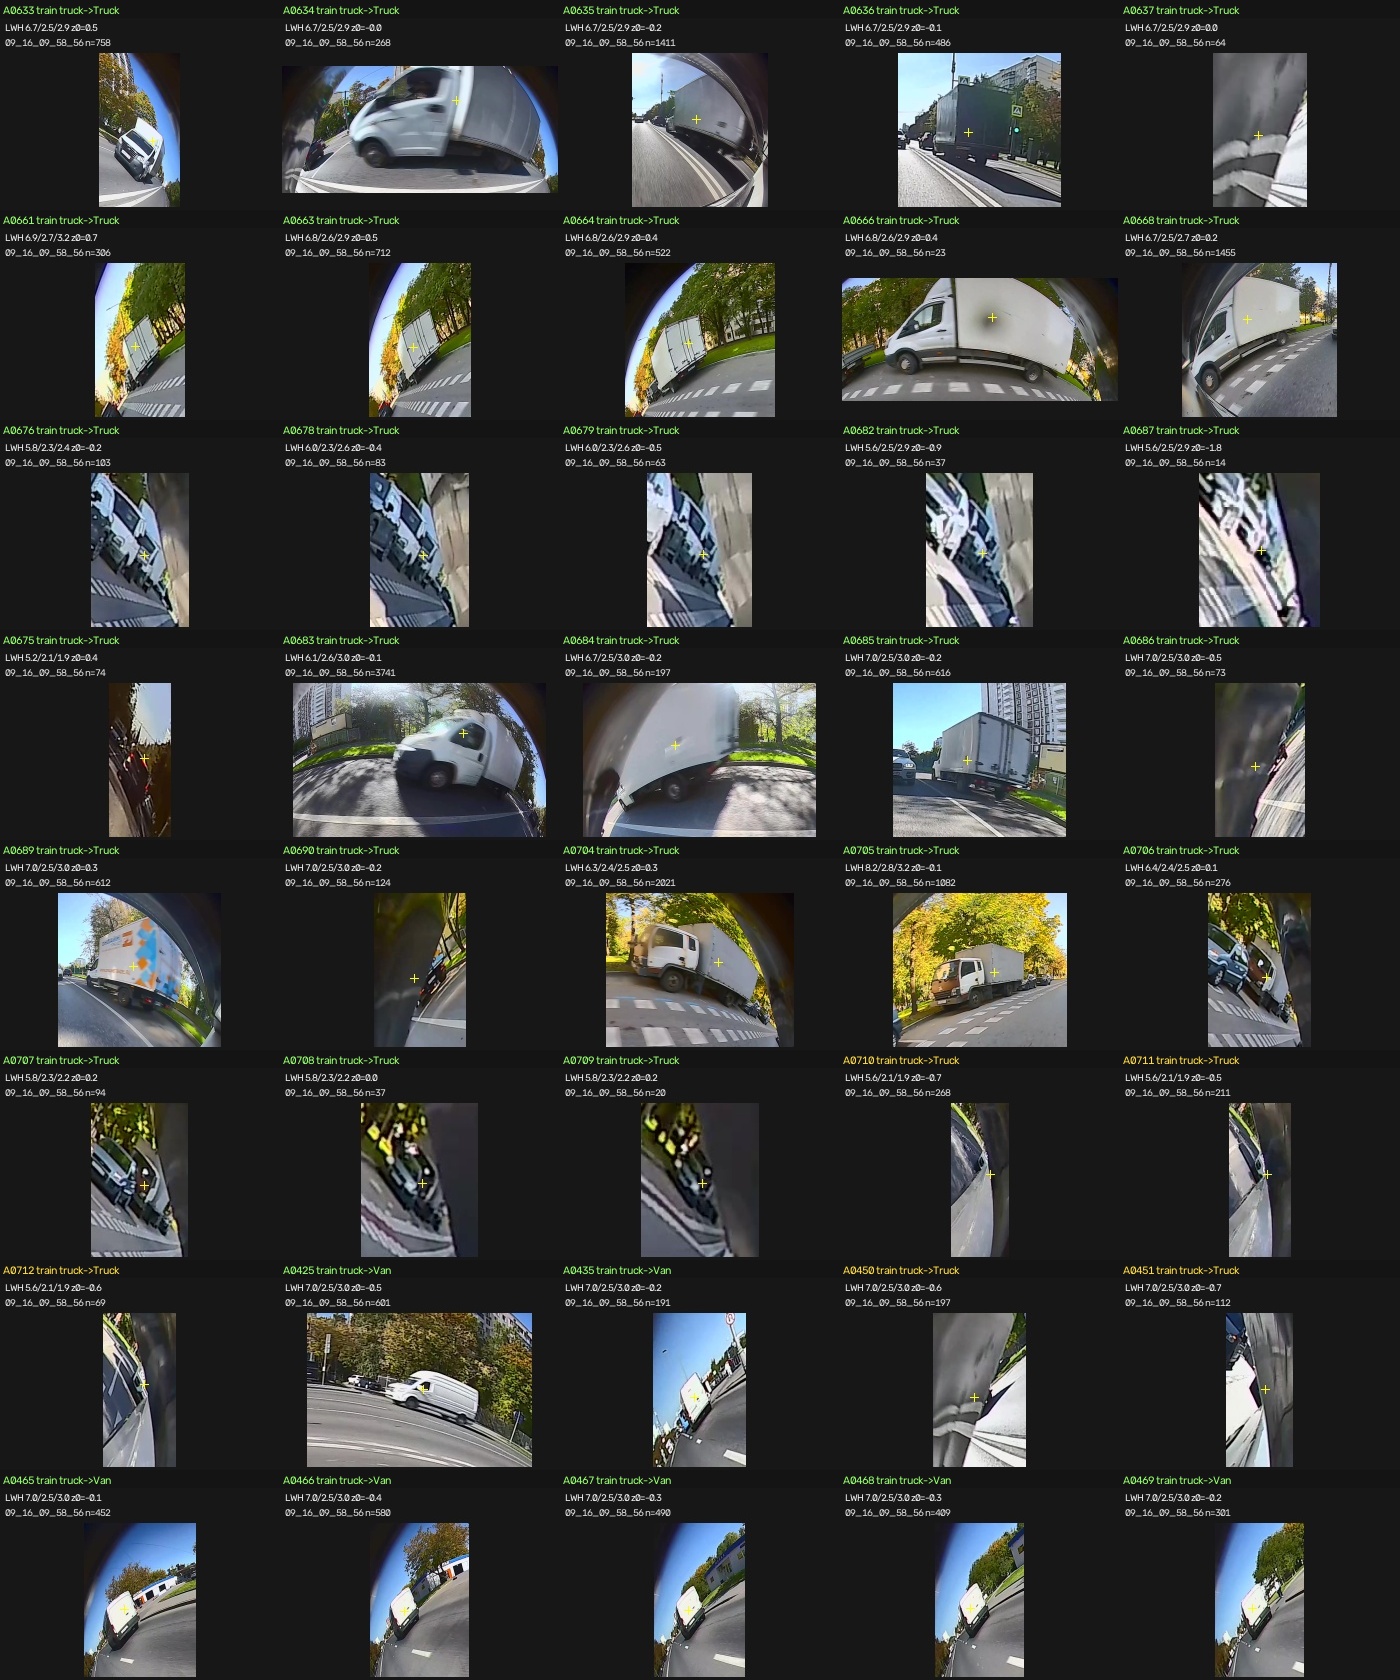 A0633 train truck->Truck
LWH 6.7/2.5/2.9 z0=0.5
09_16_09_58_56 n=758
A0634 train truck->Truck
LWH 6.7/2.5/2.9 z0=-0.0
09_16_09_58_56 n=268
A0635 train truck->Truck
LWH 6.7/2.5/2.9 z0=-0.2
09_16_09_58_56 n=1411
A0636 train truck->Truck
LWH 6.7/2.5/2.9 z0=-0.1
09_16_09_58_56 n=486
A0637 train truck->Truck
LWH 6.7/2.5/2.9 z0=0.0
09_16_09_58_56 n=64
A0661 train truck->Truck
LWH 6.9/2.7/3.2 z0=0.7
09_16_09_58_56 n=306
A0663 train truck->Truck
LWH 6.8/2.6/2.9 z0=0.5
09_16_09_58_56 n=712
A0664 train truck->Truck
LWH 6.8/2.6/2.9 z0=0.4
09_16_09_58_56 n=522
A0666 train truck->Truck
LWH 6.8/2.6/2.9 z0=0.4
09_16_09_58_56 n=23
A0668 train truck->Truck
LWH 6.7/2.5/2.7 z0=0.2
09_16_09_58_56 n=1455
A0676 train truck->Truck
LWH 5.8/2.3/2.4 z0=-0.2
09_16_09_58_56 n=103
A0678 train truck->Truck
LWH 6.0/2.3/2.6 z0=-0.4
09_16_09_58_56 n=83
A0679 train truck->Truck
LWH 6.0/2.3/2.6 z0=-0.5
09_16_09_58_56 n=63
A0682 train truck->Truck
LWH 5.6/2.5/2.9 z0=-0.9
09_16_09_58_56 n=37
A0687 train truck->Truck
LWH 5.6/2.5/2.9 z0=-1.8
09_16_09_58_56 n=14
A0675 train truck->Truck
LWH 5.2/2.1/1.9 z0=0.4
09_16_09_58_56 n=74
A0683 train truck->Truck
LWH 6.1/2.6/3.0 z0=-0.1
09_16_09_58_56 n=3741
A0684 train truck->Truck
LWH 6.7/2.5/3.0 z0=-0.2
09_16_09_58_56 n=197
A0685 train truck->Truck
LWH 7.0/2.5/3.0 z0=-0.2
09_16_09_58_56 n=616
A0686 train truck->Truck
LWH 7.0/2.5/3.0 z0=-0.5
09_16_09_58_56 n=73
A0689 train truck->Truck
LWH 7.0/2.5/3.0 z0=0.3
09_16_09_58_56 n=612
A0690 train truck->Truck
LWH 7.0/2.5/3.0 z0=-0.2
09_16_09_58_56 n=124
A0704 train truck->Truck
LWH 6.3/2.4/2.5 z0=0.3
09_16_09_58_56 n=2021
A0705 train truck->Truck
LWH 8.2/2.8/3.2 z0=-0.1
09_16_09_58_56 n=1082
A0706 train truck->Truck
LWH 6.4/2.4/2.5 z0=0.1
09_16_09_58_56 n=276
A0707 train truck->Truck
LWH 5.8/2.3/2.2 z0=0.2
09_16_09_58_56 n=94
A0708 train truck->Truck
LWH 5.8/2.3/2.2 z0=0.0
09_16_09_58_56 n=37
A0709 train truck->Truck
LWH 5.8/2.3/2.2 z0=0.2
09_16_09_58_56 n=20
A0710 train truck->Truck
LWH 5.6/2.1/1.9 z0=-0.7
09_16_09_58_56 n=268
A0711 train truck->Truck
LWH 5.6/2.1/1.9 z0=-0.5
09_16_09_58_56 n=211
A0712 train truck->Truck
LWH 5.6/2.1/1.9 z0=-0.6
09_16_09_58_56 n=69
A0425 train truck->Van
LWH 7.0/2.5/3.0 z0=-0.5
09_16_09_58_56 n=601
A0435 train truck->Van
LWH 7.0/2.5/3.0 z0=-0.2
09_16_09_58_56 n=191
A0450 train truck->Truck
LWH 7.0/2.5/3.0 z0=-0.6
09_16_09_58_56 n=197
A0451 train truck->Truck
LWH 7.0/2.5/3.0 z0=-0.7
09_16_09_58_56 n=112
A0465 train truck->Van
LWH 7.0/2.5/3.0 z0=-0.1
09_16_09_58_56 n=452
A0466 train truck->Van
LWH 7.0/2.5/3.0 z0=-0.4
09_16_09_58_56 n=580
A0467 train truck->Van
LWH 7.0/2.5/3.0 z0=-0.3
09_16_09_58_56 n=490
A0468 train truck->Van
LWH 7.0/2.5/3.0 z0=-0.3
09_16_09_58_56 n=409
A0469 train truck->Van
LWH 7.0/2.5/3.0 z0=-0.2
09_16_09_58_56 n=301